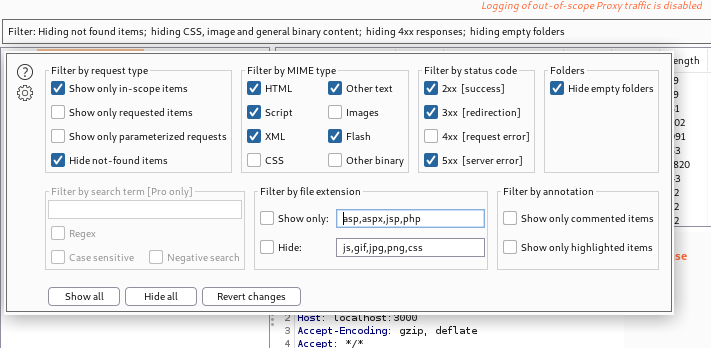 Logging of out-of-scope Proxy traffic is disabled
Filter: Hiding not found items; hiding CSS, image and general binary content; hiding 4xx responses; hiding empty folders
ength
Filter by request type
Show only in-scope items
Show only requested items
Show only parameterized requests
Hide not-found items
Filter by MIME type
HTML
Other text
Script
Images
XML
Flash
CSS
Other binary
Filter by status code
2xx [success]
3xx [redirection]
4xx [request error]
5xx [server error]
Folders
Hide empty folders
9
9
51
02
991
53
820
53
2
2
2
Filter by search term [Pro only]
Regex
Case sensitive
Negative search
Filter by file extension
Show only: asp,aspx,jsp,php
Hide: js,gif,jpg,png,css
Filter by annotation
Show only commented items
Show only highlighted items
se
Show all
Hide all
Revert changes
2 Host: localhost:3000
3 Accept-Encoding: gzip, deflate
4 Accept: */*